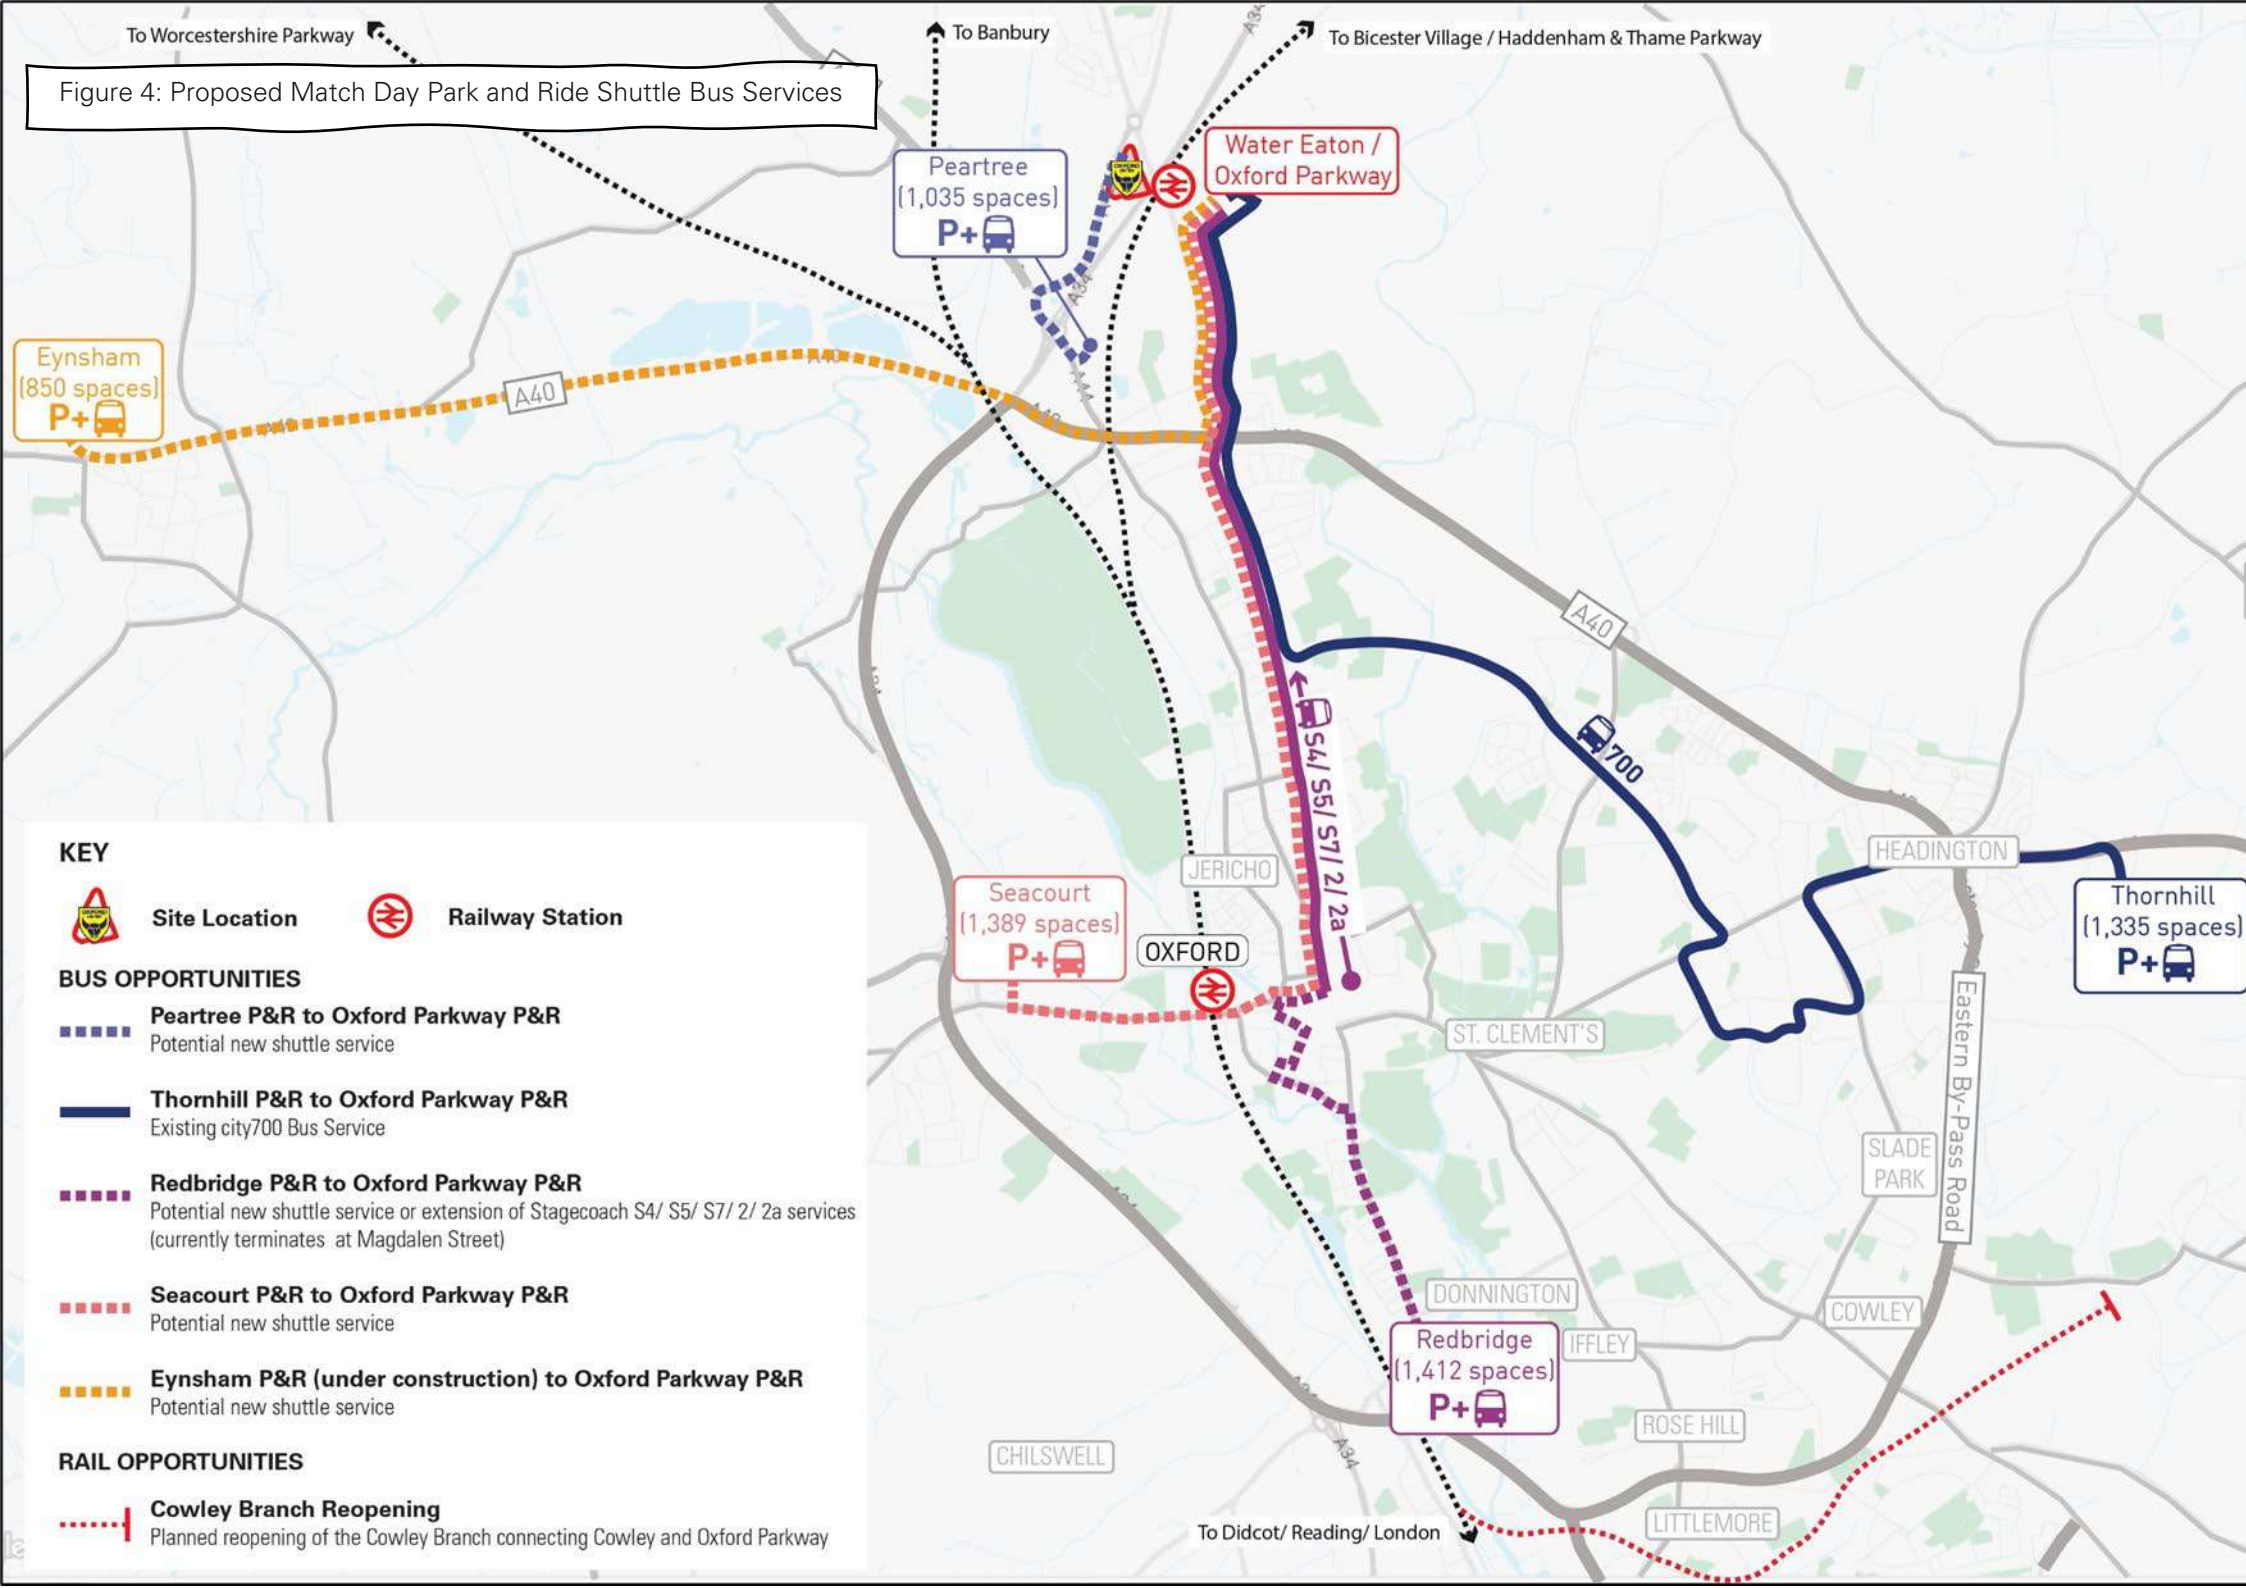 To Worcestershire Parkway
To Banbury
To Bicester Village / Haddenham & Thame Parkway
A34
Figure 4: Proposed Match Day Park and Ride Shuttle Bus Services
Water Eaton /
Oxford Parkway
Peartree
(1,035 spaces)
P+
A34
Eynsham
(850 spaces)
P+
A40
A40
A40
A40
A44
A40
A40
700
S4/ S5/ S7/ 2/ 2a
HEADINGTON
JERICHO
Thornhill
(1,335 spaces)
P+
Seacourt
(1,389 spaces)
P+
OXFORD
ST. CLEMENT'S
Eastern By-Pass Road
SLADE
PARK
DONNINGTON
COWLEY
IFFLEY
Redbridge
(1,412 spaces)
P+
ROSE HILL
CHILSWELL
A34
LITTLEMORE
To Didcot/ Reading/ London
KEY
Site Location
Railway Station
BUS OPPORTUNITIES
Peartree P&R to Oxford Parkway P&R
Potential new shuttle service
Thornhill P&R to Oxford Parkway P&R
Existing city700 Bus Service
Redbridge P&R to Oxford Parkway P&R
Potential new shuttle service or extension of Stagecoach S4/ S5/ S7/ 2/ 2a services
(currently terminates at Magdalen Street)
Seacourt P&R to Oxford Parkway P&R
Potential new shuttle service
Eynsham P&R (under construction) to Oxford Parkway P&R
Potential new shuttle service
RAIL OPPORTUNITIES
Cowley Branch Reopening
Planned reopening of the Cowley Branch connecting Cowley and Oxford Parkway